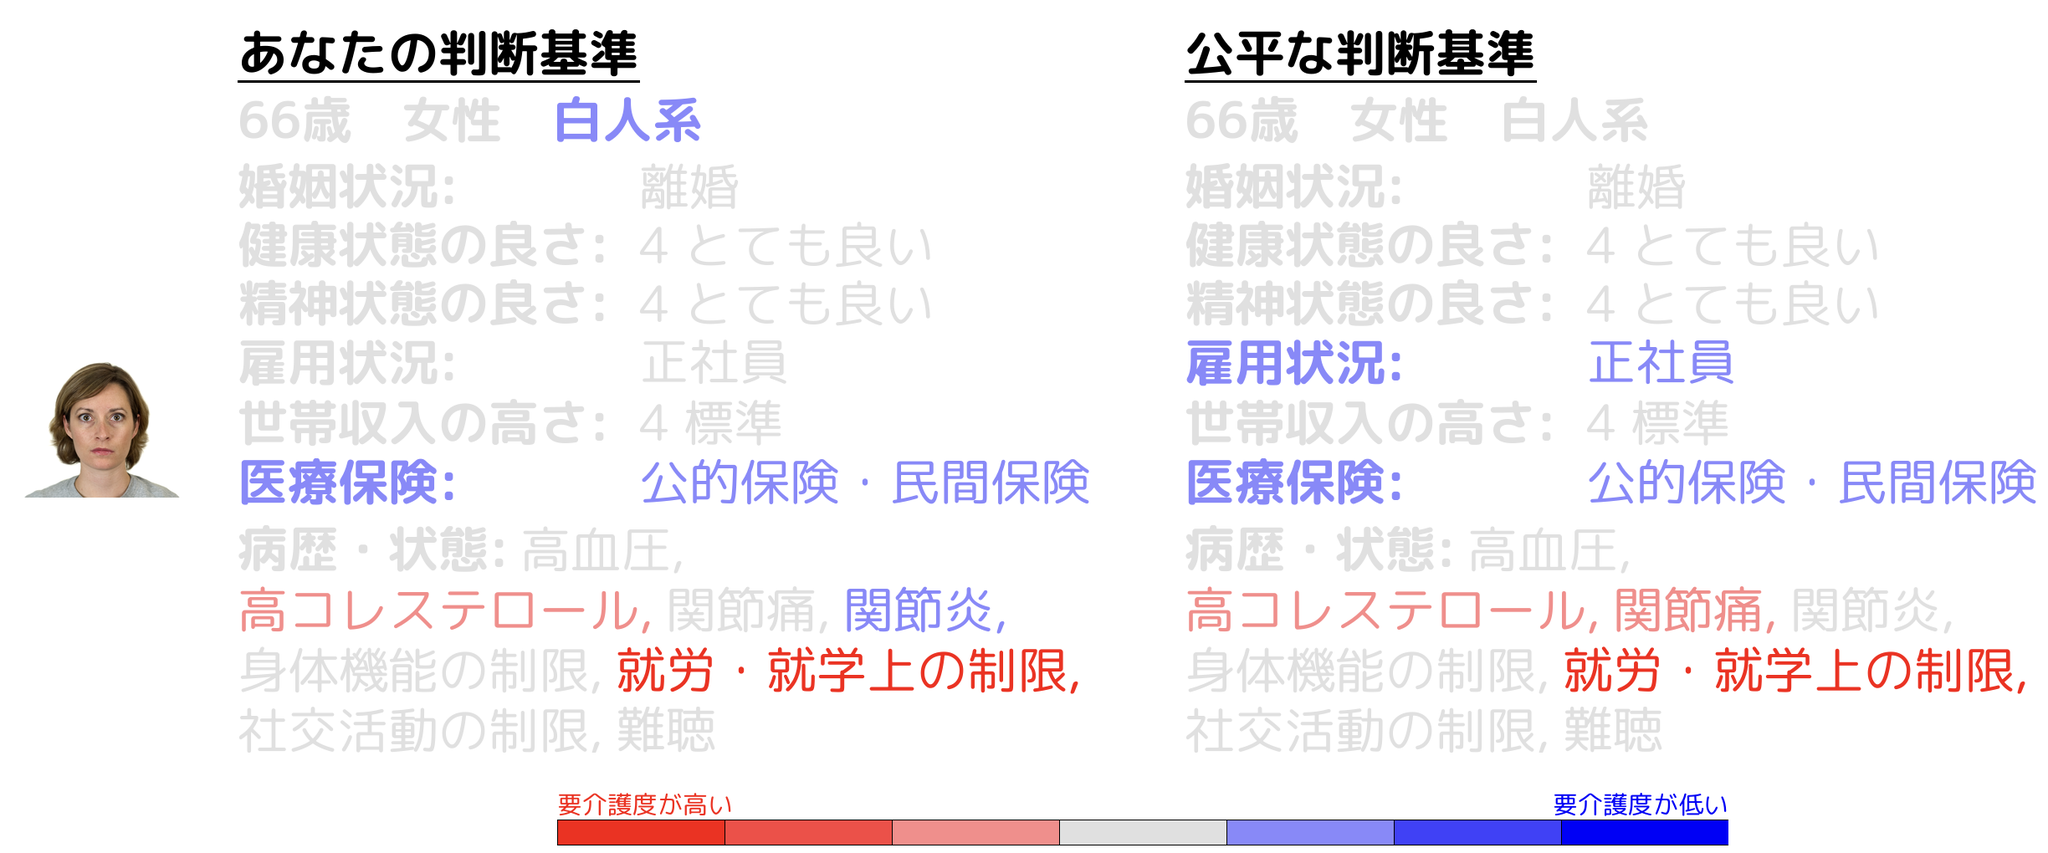 あなたの判断基準
66歳　女性　白人系
婚姻状況: 離婚
健康状態の良さ: 4 とても良い
精神状態の良さ: 4 とても良い
雇用状況: 正社員
世帯収入の高さ: 4 標準
医療保険: 公的保険・民間保険
病歴・状態: 高血圧,
高コレステロール, 関節痛, 関節炎,
身体機能の制限, 就労・就学上の制限,
社交活動の制限, 難聴
公平な判断基準
66歳　女性　白人系
婚姻状況: 離婚
健康状態の良さ: 4 とても良い
精神状態の良さ: 4 とても良い
雇用状況: 正社員
世帯収入の高さ: 4 標準
医療保険: 公的保険・民間保険
病歴・状態: 高血圧,
高コレステロール, 関節痛, 関節炎,
身体機能の制限, 就労・就学上の制限,
社交活動の制限, 難聴
要介護度が高い
要介護度が低い